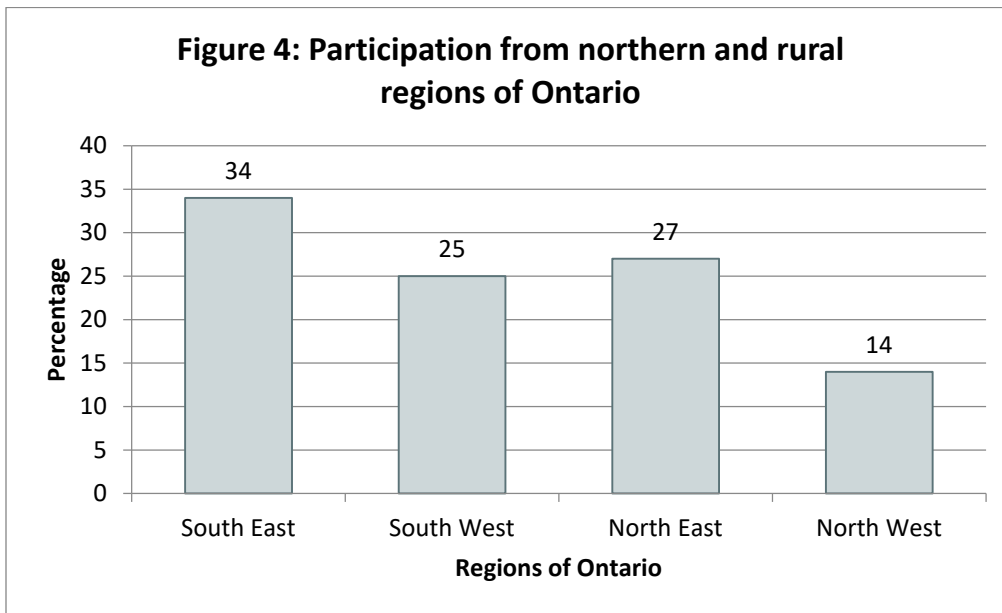 Figure 4: Participation from northern and rural
regions of Ontario
40
35
30
25
20
15
10
5
0
Percentage
34
25
27
14
South East
South West
North East
North West
Regions of Ontario